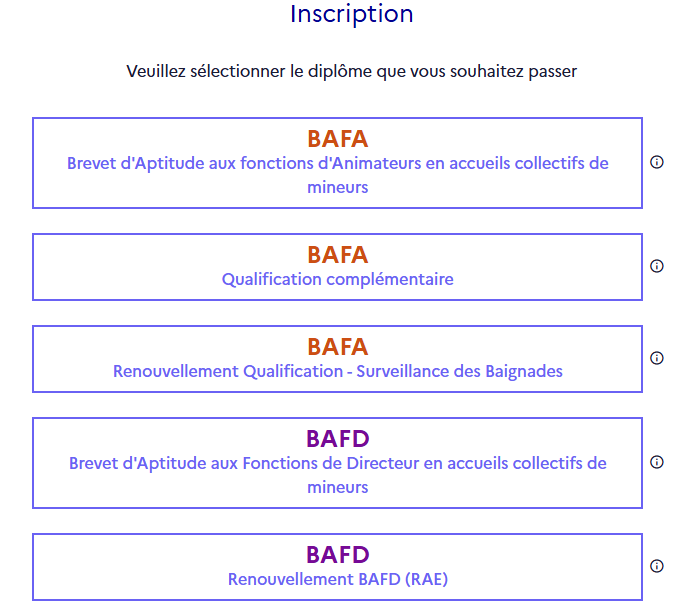 Inscription
Veuillez sélectionner le diplôme que vous souhaitez passer
BAFA
Brevet d'Aptitude aux fonctions d'Animateurs en accueils collectifs de
mineurs
BAFA
Qualification complémentaire
BAFA
Renouvellement Qualification - Surveillance des Baignades
BAFD
Brevet d'Aptitude aux Fonctions de Directeur en accueils collectifs de
mineurs
BAFD
Renouvellement BAFD (RAE)